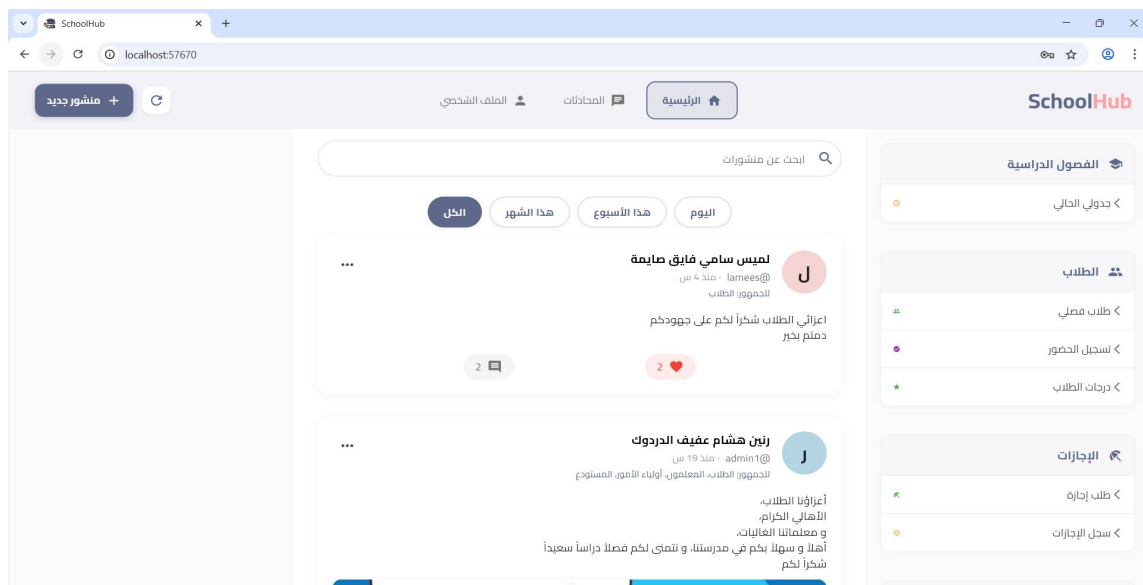 SchoolHub
localhost:57670
SchoolHub
الرئيسية
المحادثات
الملف الشخصي
+ منشور جديد
الفصول الدراسية
جدولي الحالي
الطلاب
طلاب فصلي
تسجيل الحضور
درجات الطلاب
الإجازات
طلب إجازة
سجل الإجازات
ابحث عن منشورات
اليوم
هذا الأسبوع
هذا الشهر
الكل
ل
لميس سامي فايق صايمة
@lamees · منذ 4 س
للجمهور: الطلاب
اعزائي الطلاب شكراً لكم على جهودكم
دمتم بخير
2
2
ر
رنين هشام عفيف الدردوك
@admin1 · منذ 19 س
للجمهور: الطلاب، المعلمون، أولياء الأمور، المستودع
أعزاؤنا الطلاب،
الأهالي الكرام،
و معلماتنا الغاليات،
أهلاً و سهلاً بكم في مدرستنا، و نتمنى لكم فصلاً دراساً سعيداً
شكراً لكم